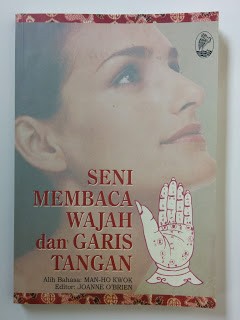 SENI
MEMBACA
WAJAH
dan GARIS
TANGAN
Alih Bahasa: MAN-HO KWOK
Editor: JOANNE O'BRIEN